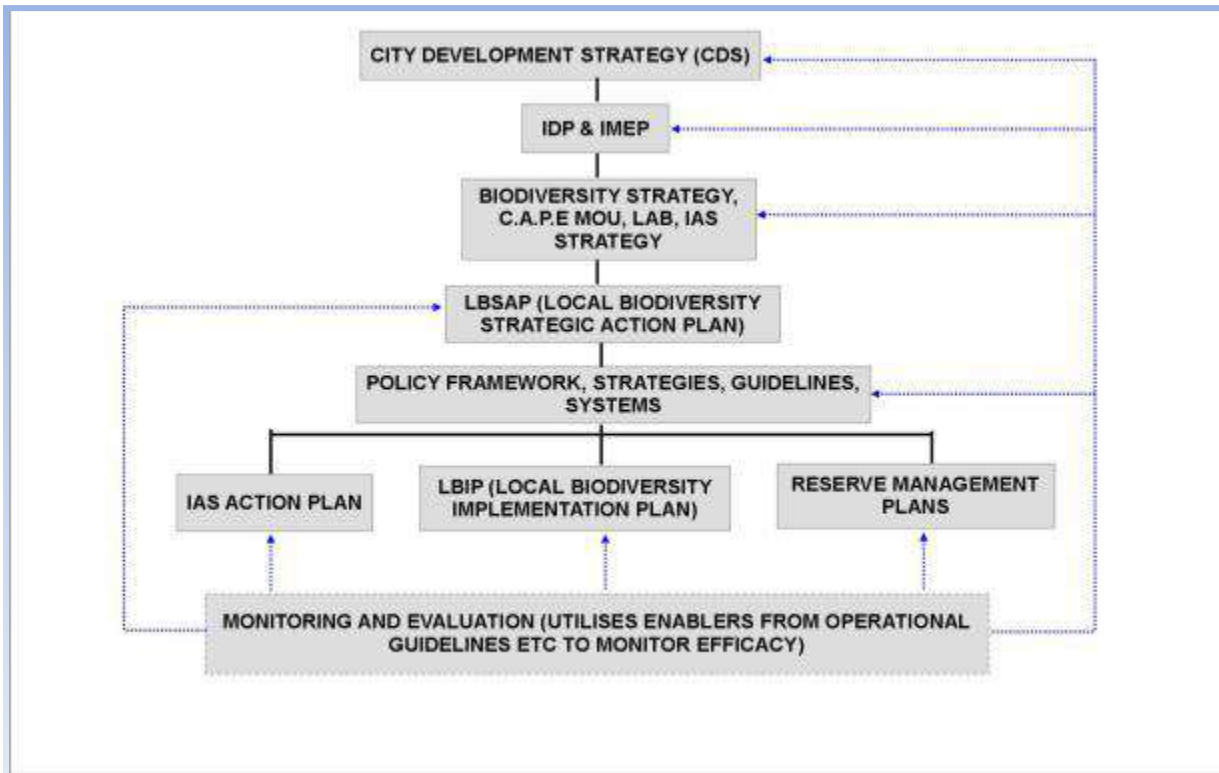 CITY DEVELOPMENT STRATEGY (CDS)
IDP & IMEP
BIODIVERSITY STRATEGY,
C.A.P.E MOU, LAB, IAS
STRATEGY
LBSAP (LOCAL BIODIVERSITY
STRATEGIC ACTION PLAN)
POLICY FRAMEWORK, STRATEGIES, GUIDELINES,
SYSTEMS
IAS ACTION PLAN
LBIP (LOCAL BIODIVERSITY
IMPLEMENTATION PLAN)
RESERVE MANAGEMENT
PLANS
MONITORING AND EVALUATION (UTILISES ENABLERS FROM OPERATIONAL
GUIDELINES ETC TO MONITOR EFFICACY)